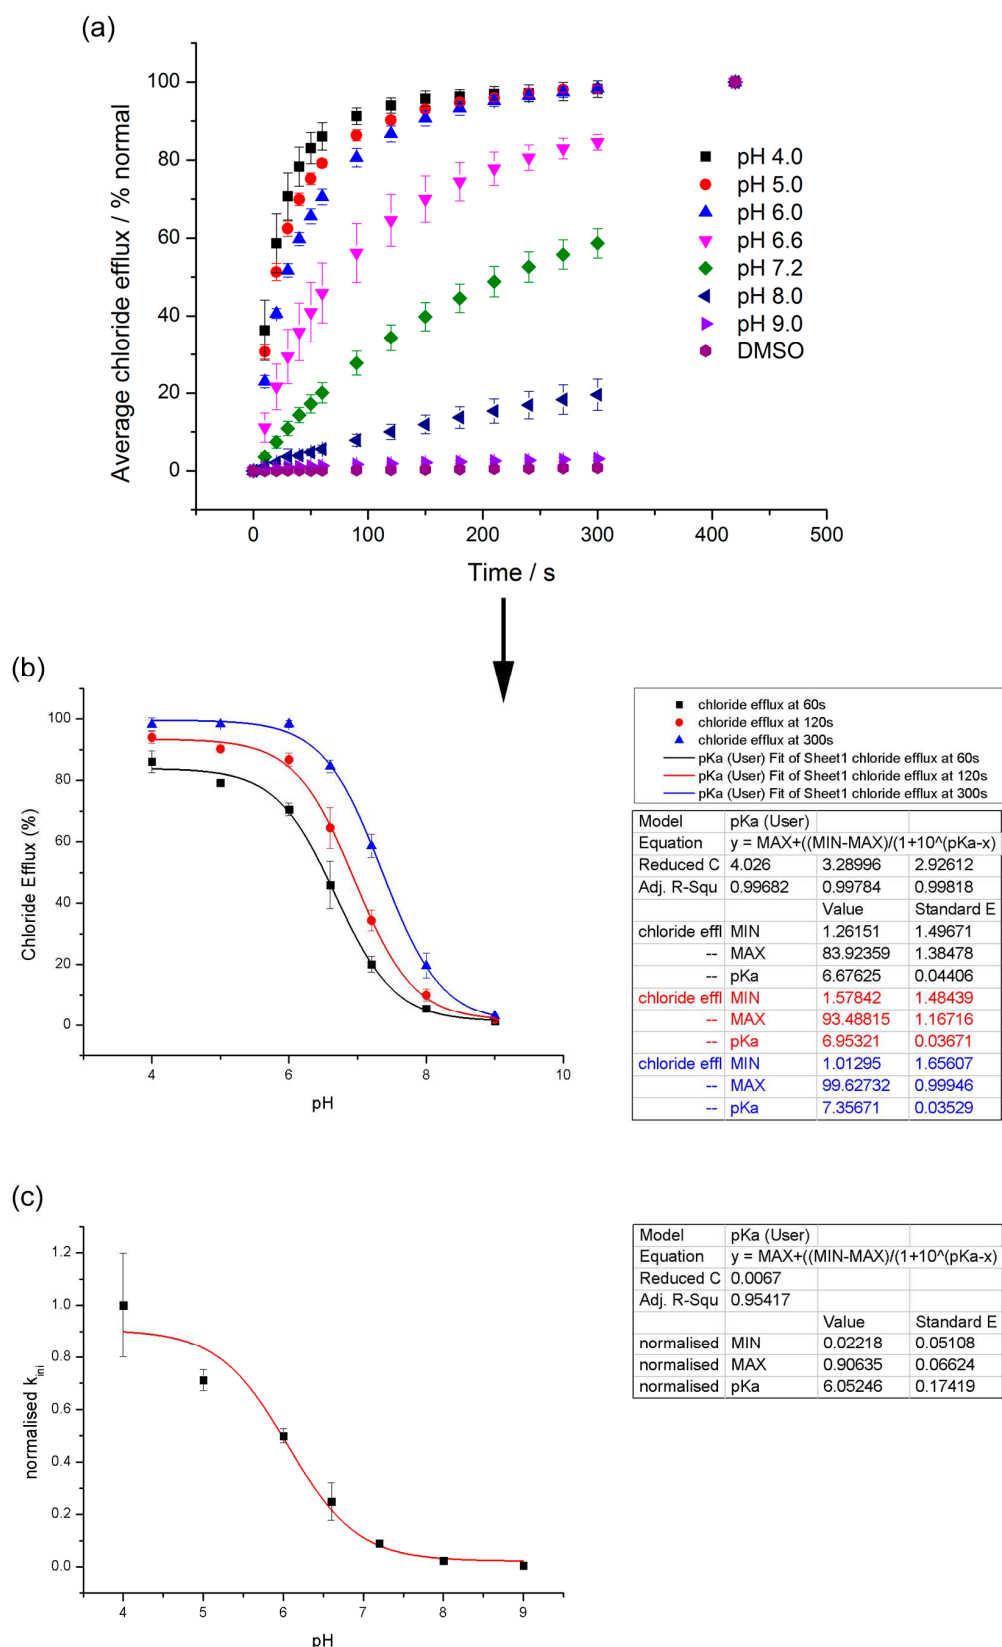 (a)
100
80
60
40
20
0
Average chloride efflux / % normal
0 100 200 300 400 500
Time / s
pH 4.0
pH 5.0
pH 6.0
pH 6.6
pH 7.2
pH 8.0
pH 9.0
DMSO
(b)
100
80
60
40
20
0
Chloride Efflux (%)
4 6 8 10
pH
chloride efflux at 60s
chloride efflux at 120s
chloride efflux at 300s
pKa (User) Fit of Sheet1 chloride efflux at 60s
pKa (User) Fit of Sheet1 chloride efflux at 120s
pKa (User) Fit of Sheet1 chloride efflux at 300s
Model pKa (User)
Equation y = MAX+((MIN-MAX)/(1+10^(pKa-x)
Reduced C 4.026 3.28996 2.92612
Adj. R-Squ 0.99682 0.99784 0.99818
Value Standard E
chloride effl MIN 1.26151 1.49671
-- MAX 83.92359 1.38478
-- pKa 6.67625 0.04406
chloride effl MIN 1.57842 1.48439
-- MAX 93.48815 1.16716
-- pKa 6.95321 0.03671
chloride effl MIN 1.01295 1.65607
-- MAX 99.62732 0.99946
-- pKa 7.35671 0.03529
(c)
1.2
1.0
0.8
0.6
0.4
0.2
0.0
normalised k_ini
4 5 6 7 8 9
pH
Model pKa (User)
Equation y = MAX+((MIN-MAX)/(1+10^(pKa-x)
Reduced C 0.0067
Adj. R-Squ 0.95417
Value Standard E
normalised MIN 0.02218 0.05108
normalised MAX 0.90635 0.06624
normalised pKa 6.05246 0.17419